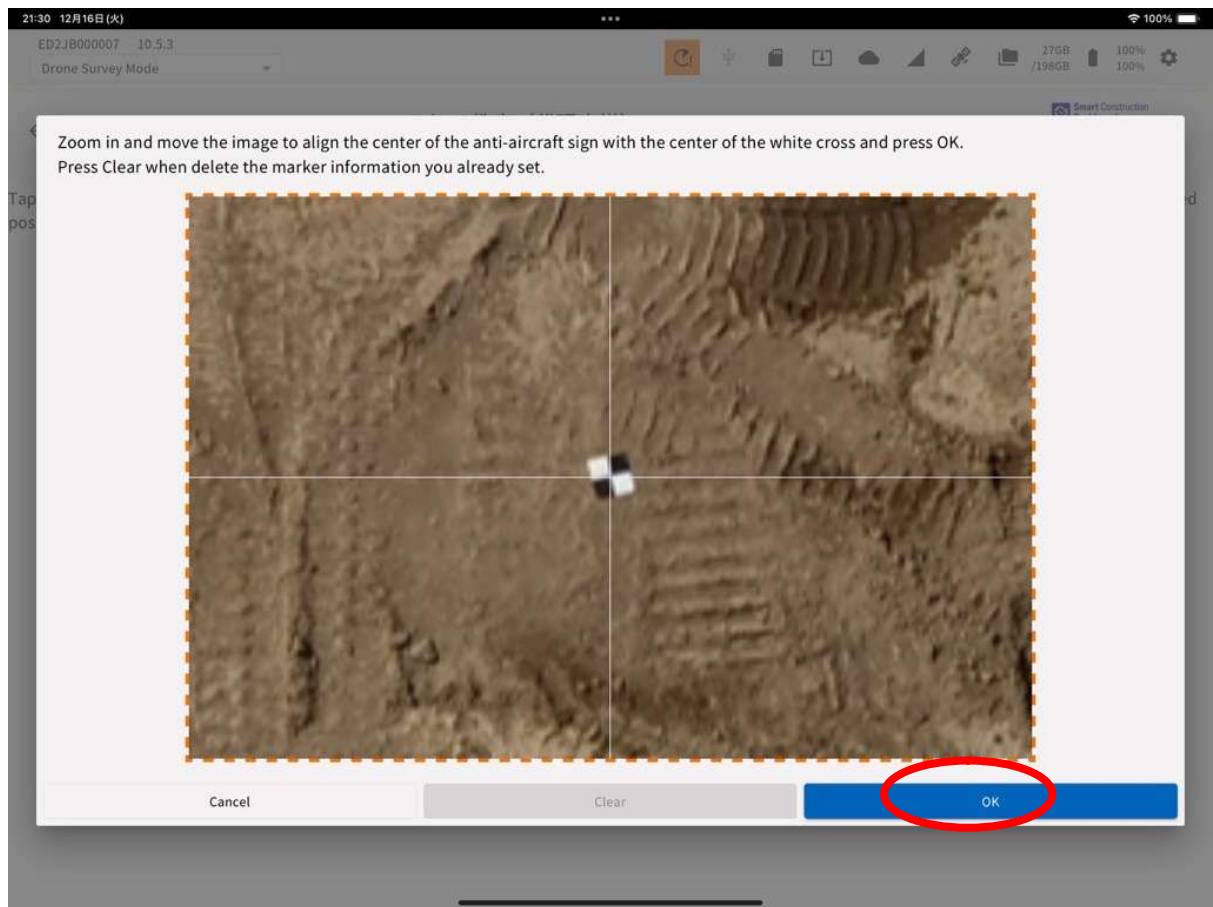 21:30 12月16日(火)
100%
ED2JB000007 10.5.3
Drone Survey Mode
27GB
/198GB
100%
100%
Smart Construction
Zoom in and move the image to align the center of the anti-aircraft sign with the center of the white cross and press OK.
Press Clear when delete the marker information you already set.
Tap
ed
pos
Cancel
Clear
OK